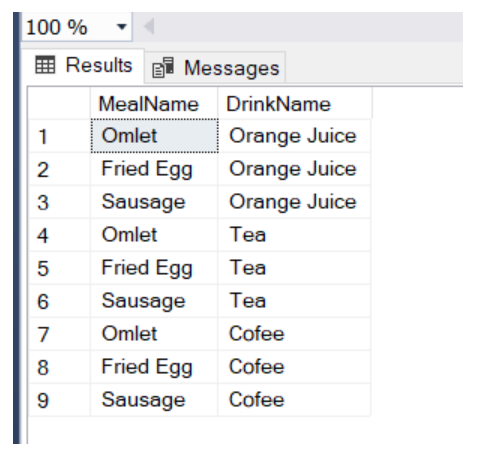 100 %
Results Messages
MealName DrinkName
1 Omlet Orange Juice
2 Fried Egg Orange Juice
3 Sausage Orange Juice
4 Omlet Tea
5 Fried Egg Tea
6 Sausage Tea
7 Omlet Cofee
8 Fried Egg Cofee
9 Sausage Cofee